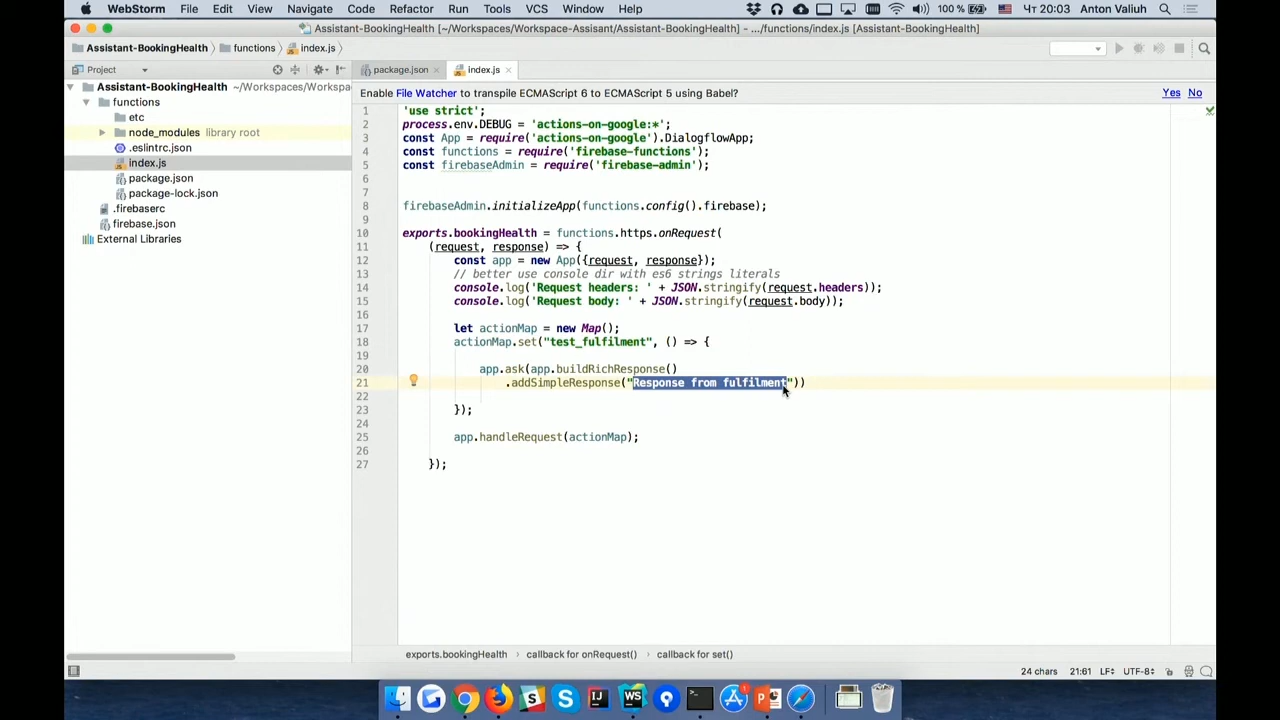 WebStorm File Edit View Navigate Code Refactor Run Tools VCS Window Help 100 % Чт 20:03 Anton Valiuh
Assistant-BookingHealth [~/Workspaces/Workspace-Assisant/Assistant-BookingHealth] - .../functions/index.js [Assistant-BookingHealth]
Assistant-BookingHealth functions index.js
Project package.json index.js
Assistant-BookingHealth ~/Workspaces/Workspa
functions
etc
node_modules library root
.eslintrc.json
index.js
package.json
package-lock.json
.firebaserc
firebase.json
External Libraries
Enable File Watcher to transpile ECMAScript 6 to ECMAScript 5 using Babel? Yes No
1 'use strict';
2 process.env.DEBUG = 'actions-on-google:*';
3 const App = require('actions-on-google').DialogflowApp;
4 const functions = require('firebase-functions');
5 const firebaseAdmin = require('firebase-admin');
6
7
8 firebaseAdmin.initializeApp(functions.config().firebase);
9
10 exports.bookingHealth = functions.https.onRequest(
11 (request, response) => {
12 const app = new App({request, response});
13 // better use console dir with es6 strings literals
14 console.log('Request headers: ' + JSON.stringify(request.headers));
15 console.log('Request body: ' + JSON.stringify(request.body));
16
17 let actionMap = new Map();
18 actionMap.set("test_fulfilment", () => {
19
20 app.ask(app.buildRichResponse()
21 .addSimpleResponse("Response from fulfilment"))
22
23 });
24
25 app.handleRequest(actionMap);
26
27 });
exports.bookingHealth callback for onRequest() callback for set()
24 chars 21:61 LF÷ UTF-8÷